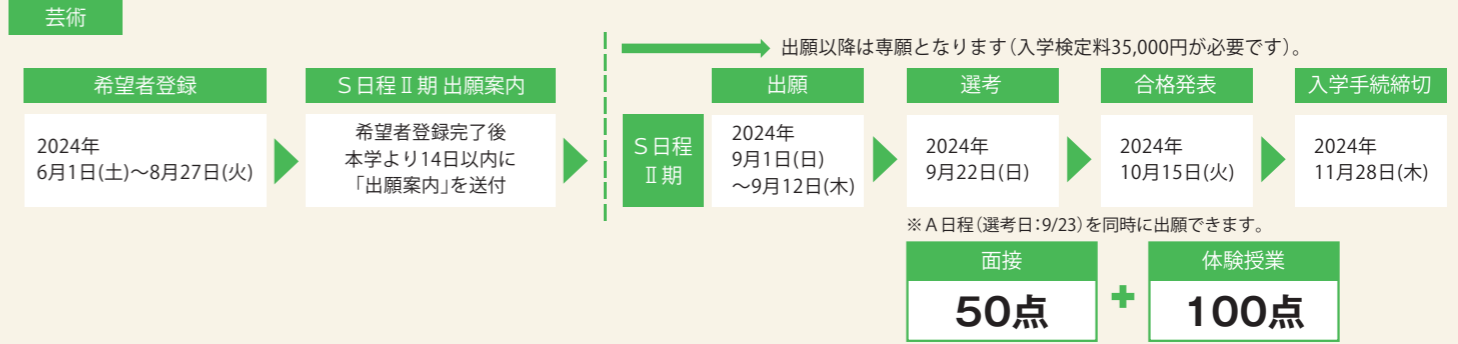 芸術
出願以降は専願となります(入学検定料35,000円が必要です)。
希望者登録
2024年
6月1日(土)～8月27日(火)
S日程Ⅱ期 出願案内
希望者登録完了後
本学より14日以内に
「出願案内」を送付
S日程
Ⅱ期
出願
2024年
9月1日(日)
～9月12日(木)
選考
2024年
9月22日(日)
合格発表
2024年
10月15日(火)
入学手続締切
2024年
11月28日(木)
※A日程(選考日:9/23)を同時に出願できます。
面接
50点
+
体験授業
100点